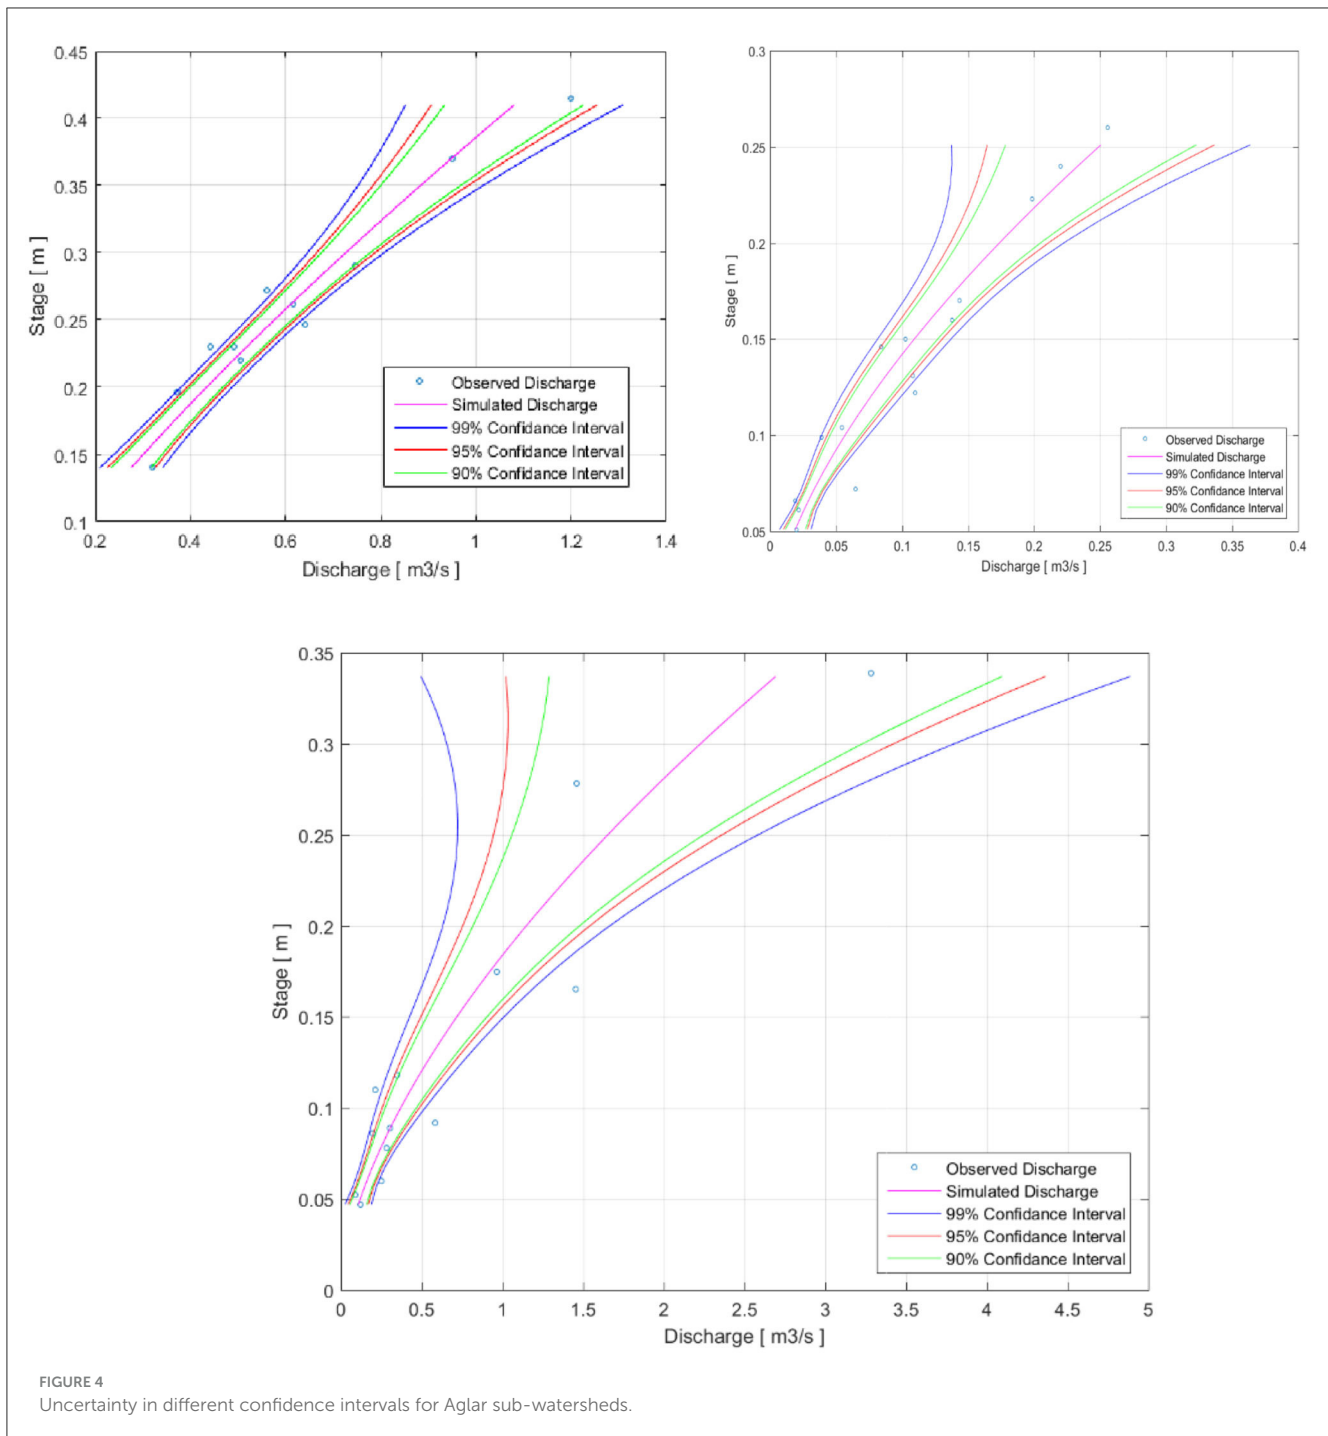 0.45
0.4
0.35
0.3
0.25
0.2
0.15
0.1
Stage [ m ]
0.2 0.4 0.6 0.8 1 1.2 1.4
Discharge [ m3/s ]
Observed Discharge
Simulated Discharge
99% Confidance Interval
95% Confidance Interval
90% Confidance Interval
0.3
0.25
0.2
0.15
0.1
0.05
Stage [ m ]
0 0.05 0.1 0.15 0.2 0.25 0.3 0.35 0.4
Discharge [ m3/s ]
Observed Discharge
Simulated Discharge
99% Confidance Interval
95% Confidance Interval
90% Confidance Interval
0.35
0.3
0.25
0.2
0.15
0.1
0.05
0
Stage [ m ]
0 0.5 1 1.5 2 2.5 3 3.5 4 4.5 5
Discharge [ m3/s ]
Observed Discharge
Simulated Discharge
99% Confidance Interval
95% Confidance Interval
90% Confidance Interval
FIGURE 4
Uncertainty in different confidence intervals for Aglar sub-watersheds.